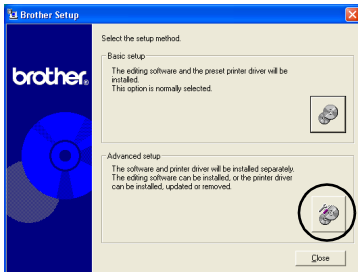 Brother Setup
Select the setup method.
brother®
Basic setup
The editing software and the preset printer driver will be
installed.
This option is normally selected.
Advanced setup
The software and printer driver will be installed separately.
The editing software can be installed, or the printer driver
can be installed, updated or removed.
Close